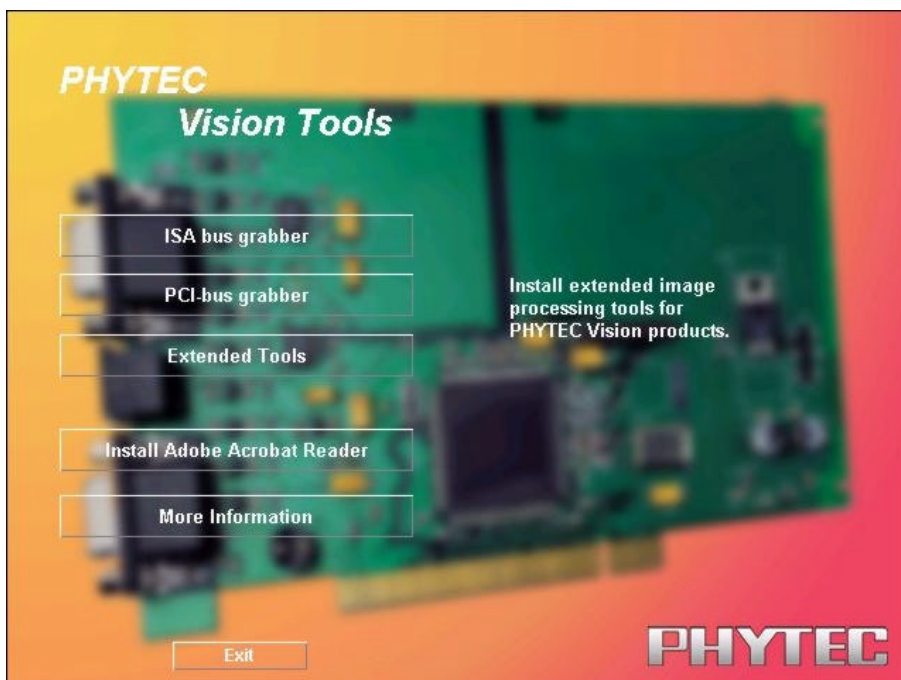 PHYTEC
Vision Tools
ISA bus grabber
PCI-bus grabber
Extended Tools
Install Adobe Acrobat Reader
More Information
Install extended image
processing tools for
PHYTEC Vision products.
Exit
PHYTEC